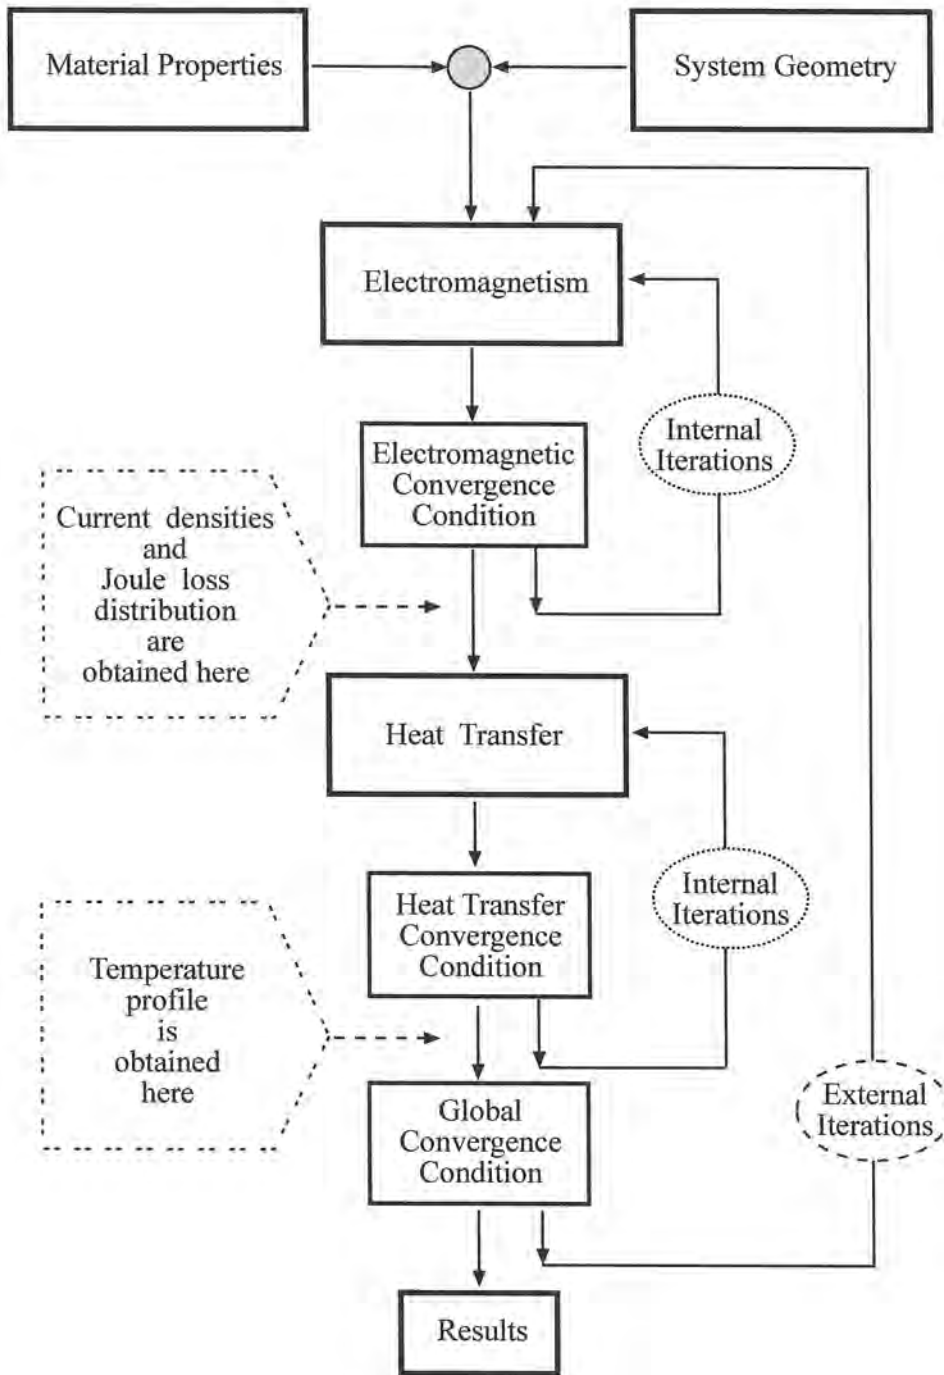 Material Properties
System Geometry
Electromagnetism
Internal
Iterations
Electromagnetic
Convergence
Condition
Current densities
and
Joule loss
distribution
are
obtained here
Heat Transfer
Internal
Iterations
Heat Transfer
Convergence
Condition
Temperature
profile
is
obtained
here
Global
Convergence
Condition
External
Iterations
Results